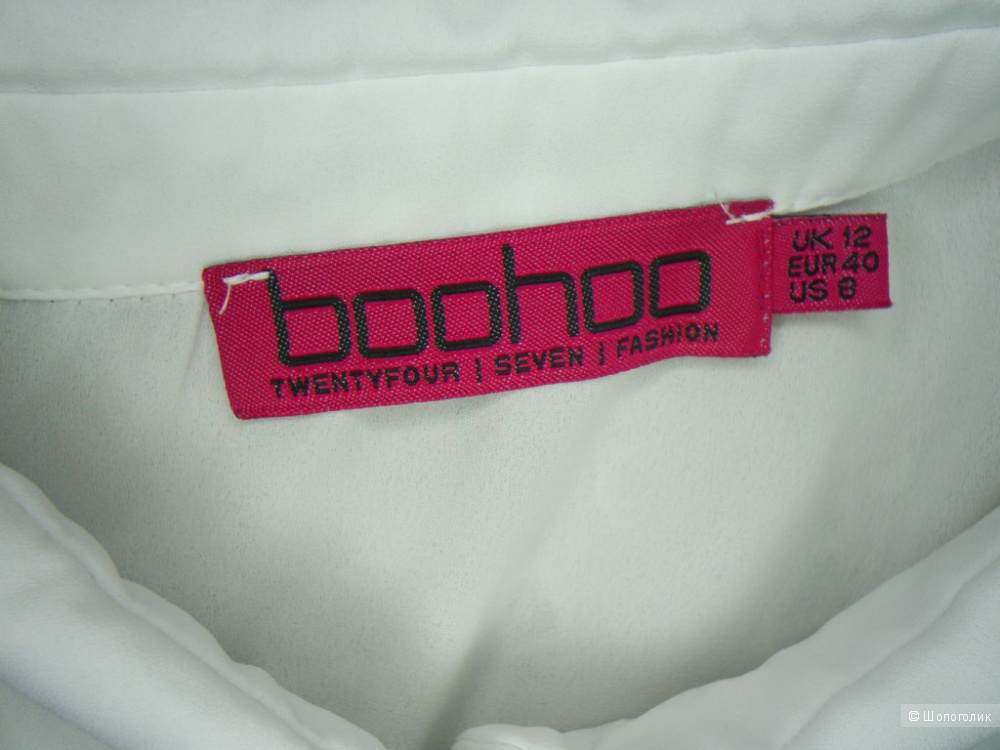 boohoo
TWENTYFOUR | SEVEN | FASHION
UK 12
EUR 40
US 8
© Шопоголик